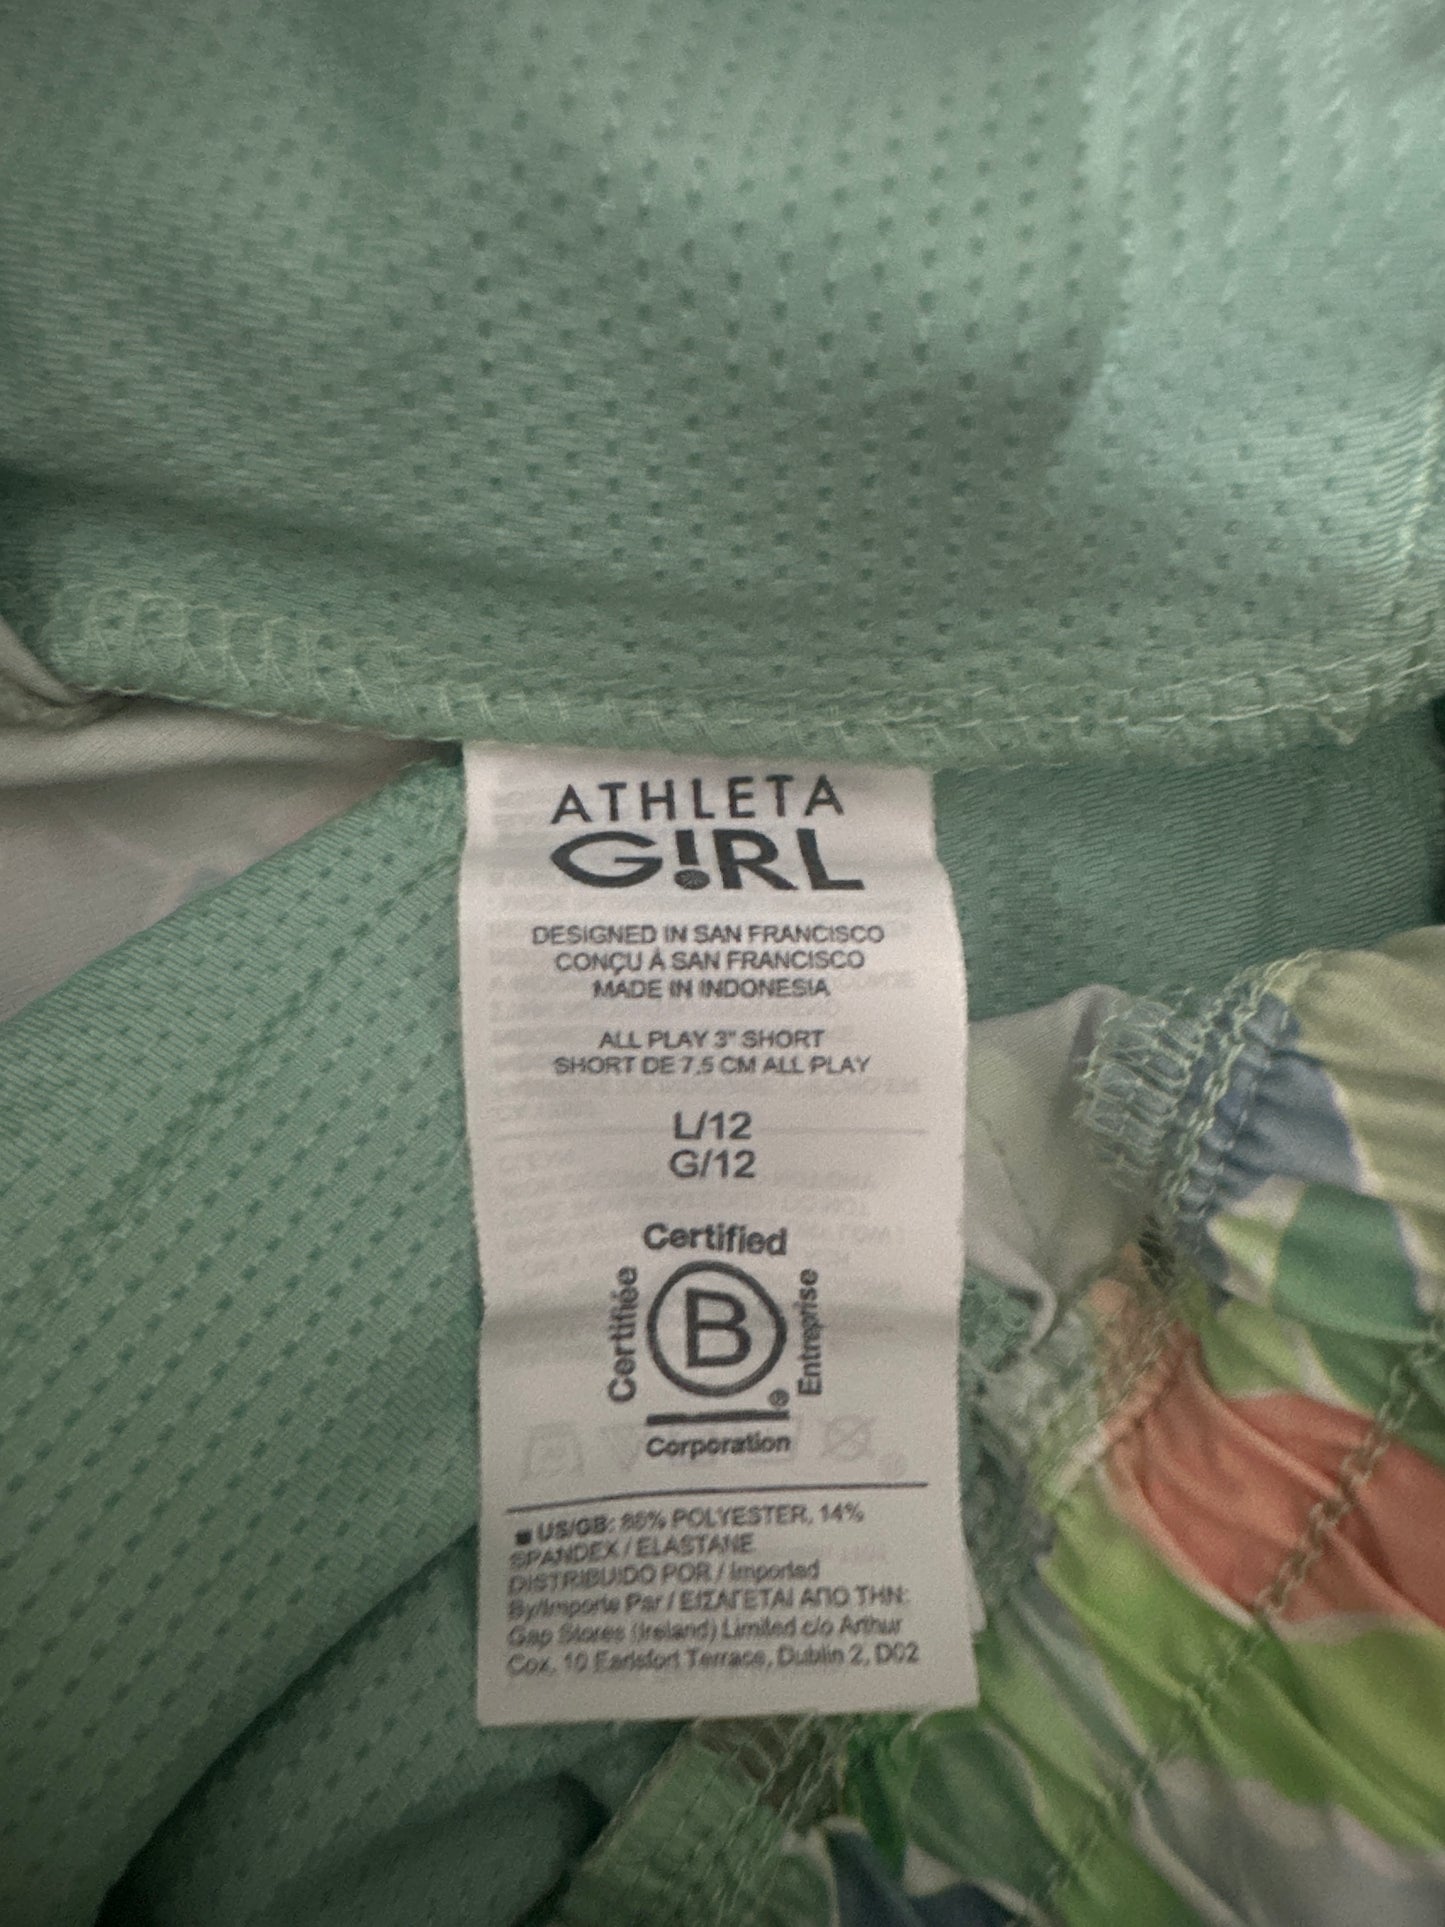 ATHLETA
G!RL
DESIGNED IN SAN FRANCISCO
CONÇU À SAN FRANCISCO
MADE IN INDONESIA
ALL PLAY 3" SHORT
SHORT DE 7.5 CM ALL PLAY
L/12
G/12
Certified
Certifiée
B
®
Entreprise
Corporation
■ US/GB: 86% POLYESTER, 14%
SPANDEX / ELASTANE
DISTRIBUIDO POR / Imported
By/Importe Par / ΕΙΣΑΓΕΤΑΙ ΑΠΟ ΤΗΝ:
Gap Stores (Ireland) Limited c/o Arthur
Cox, 10 Earlsfort Terrace, Dublin 2, D02